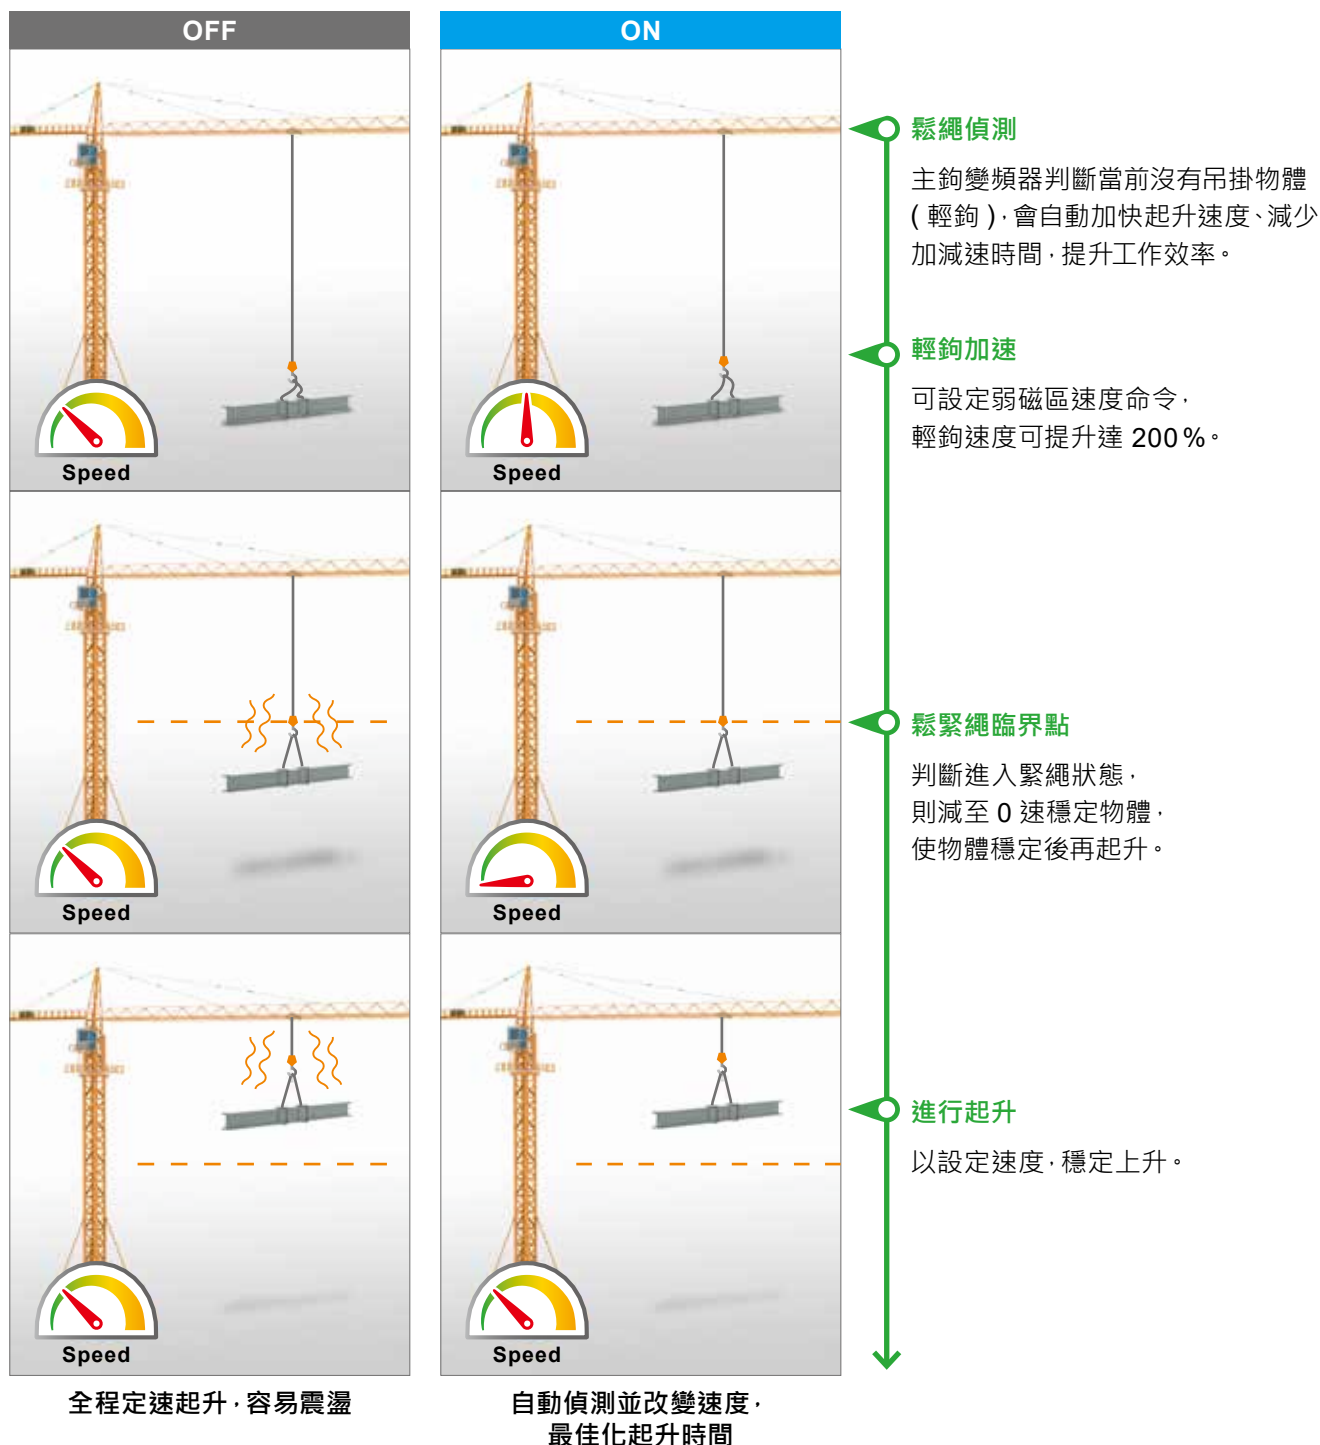 OFF
ON
Speed
Speed
Speed
Speed
Speed
Speed
全程定速起升，容易震盪
自動偵測並改變速度，
最佳化起升時間
鬆繩偵測
主鉤變頻器判斷當前沒有吊掛物體
( 輕鉤 )，會自動加快起升速度、減少
加減速時間，提升工作效率。
輕鉤加速
可設定弱磁區速度命令，
輕鉤速度可提升達 200%。
鬆緊繩臨界點
判斷進入緊繩狀態，
則減至 0 速穩定物體，
使物體穩定後再起升。
進行起升
以設定速度，穩定上升。